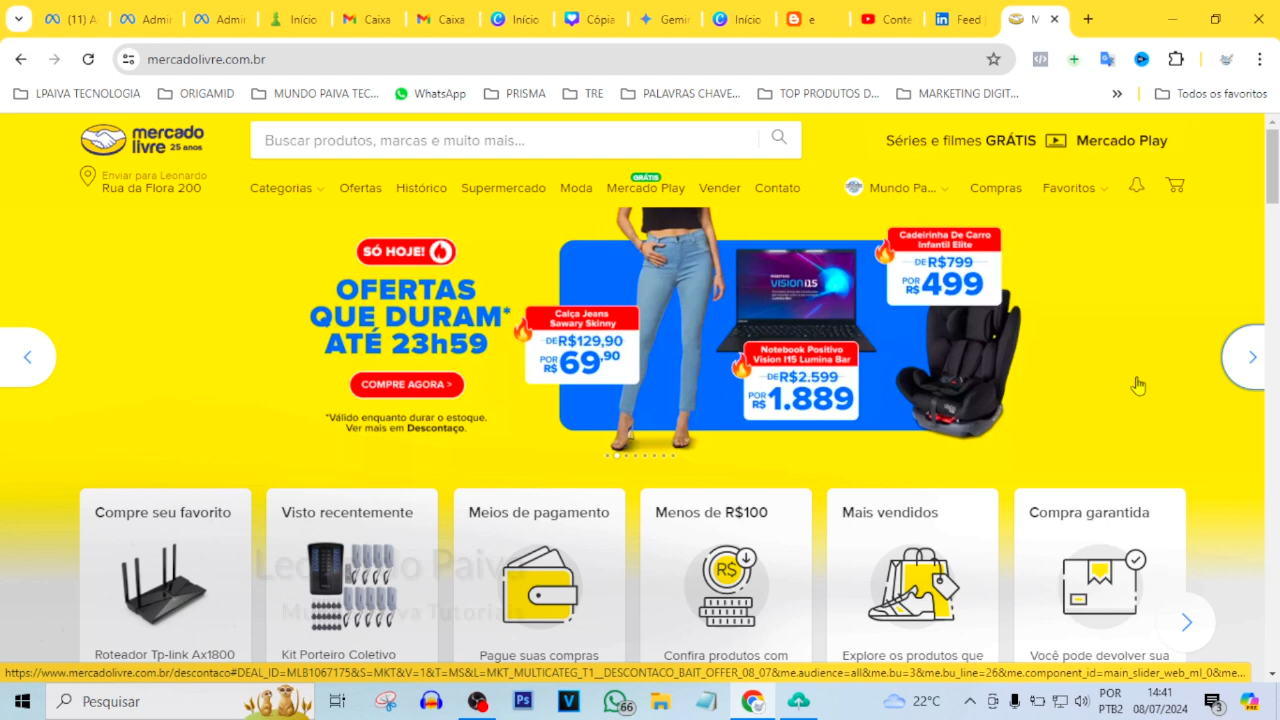 (11) A
Admir
Admir
Início
Caixa
Caixa
Início
Cópia
Gemir
Início
e
Conte
Feed
M
mercadolivre.com.br
LPAIVA TECNOLOGIA
ORIGAMID
MUNDO PAIVA TEC...
WhatsApp
PRISMA
TRE
PALAVRAS CHAVE...
TOP PRODUTOS D...
MARKETING DIGIT...
Todos os favoritos
mercado
livre 25 anos
Buscar produtos, marcas e muito mais...
Séries e filmes GRÁTIS
Mercado Play
Enviar para Leonardo
Rua da Flora 200
Categorias
Ofertas
Histórico
Supermercado
Moda
GRÁTIS
Mercado Play
Vender
Contato
Mundo Pa...
Compras
Favoritos
SÓ HOJE!
OFERTAS
QUE DURAM*
ATÉ 23h59
COMPRE AGORA >
*Válido enquanto durar o estoque.
Ver mais em Descontaço.
Calça Jeans
Sawary Skinny
DE R$129,90
POR R$ 69,90
VISION i15
Notebook Positivo
Vision I15 Lumina Bar
DE R$2.599
POR R$ 1.889
Cadeirinha De Carro
Infantil Elite
DE R$799
POR R$ 499
Compre seu favorito
Visto recentemente
Meios de pagamento
Menos de R$100
Mais vendidos
Compra garantida
R$
Leonardo Paiva
Mundo Paiva Tutoriais
Roteador Tp-link Ax1800
Kit Porteiro Coletivo
Pague suas compras
Confira produtos com
Explore os produtos que
Você pode devolver sua
https://www.mercadolivre.com.br/descontaco#DEAL_ID=MLB1067175&S=MKT&V=1&T=MS&L=MKT_MULTICATEG_T1__DESCONTACO_BAIT_OFFER_08_07&me.audience=all&me.bu=3&me.bu_line=26&me.component_id=main_slider_web_ml_0&me...
Pesquisar
Ps
V
66
22°C
POR
PTB2
14:41
08/07/2024
3
PRE